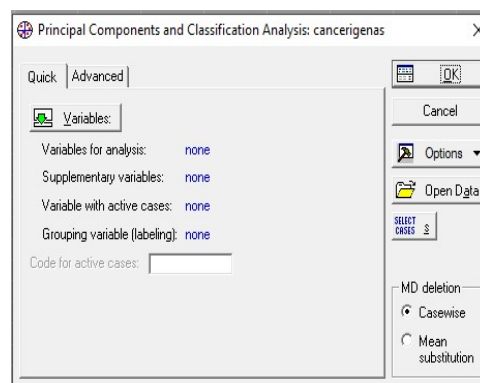 Principal Components and Classification Analysis: cancerigenas
Quick Advanced
Variables:
Variables for analysis: none
Supplementary variables: none
Variable with active cases: none
Grouping variable (labeling): none
Code for active cases:
OK
Cancel
Options
Open Data
SELECT
CASES S
MD deletion
Casewise
Mean
substitution